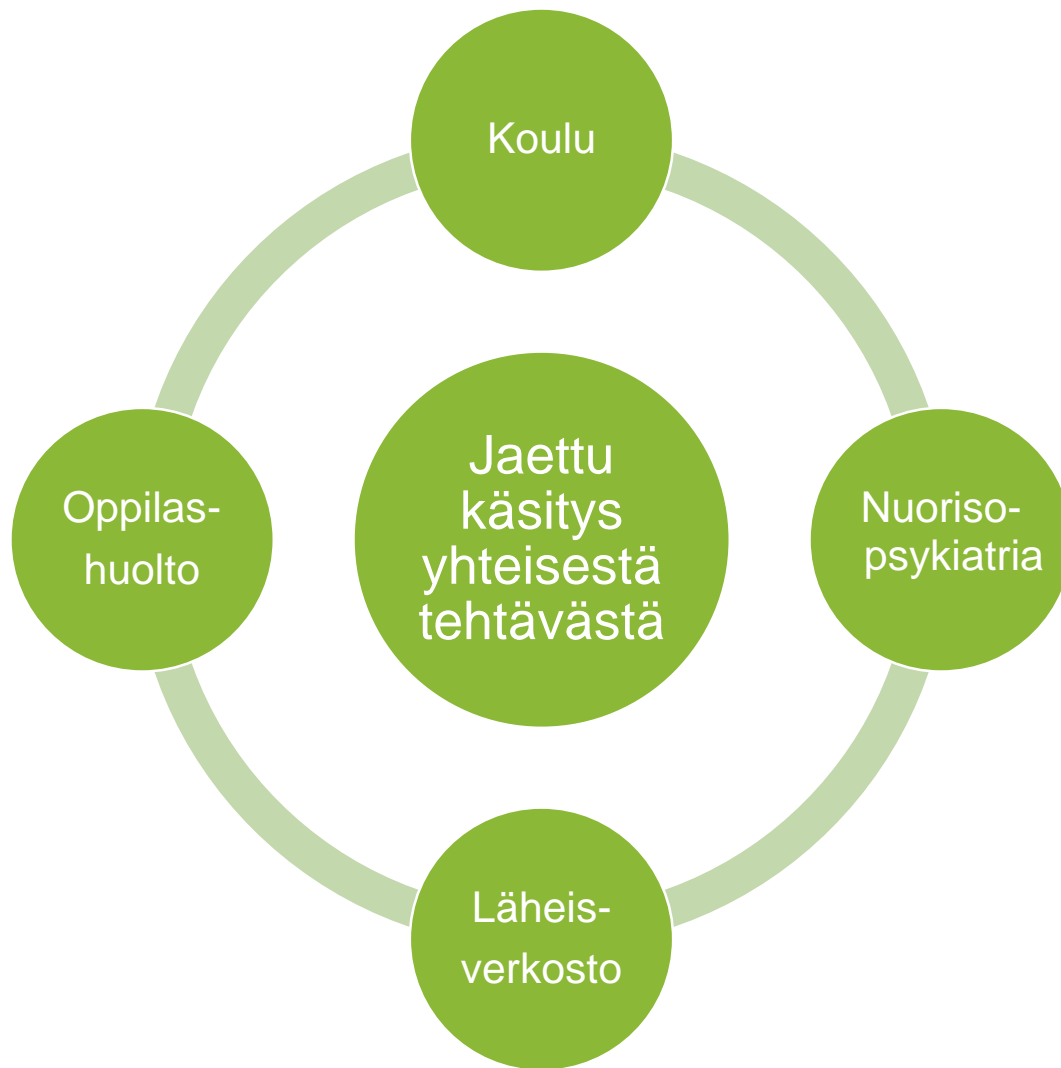 Koulu
Oppilas-
huolto
Jaettu
käsitys
yhteisestä
tehtävästä
Nuoriso-
psykiatria
Läheis-
verkosto